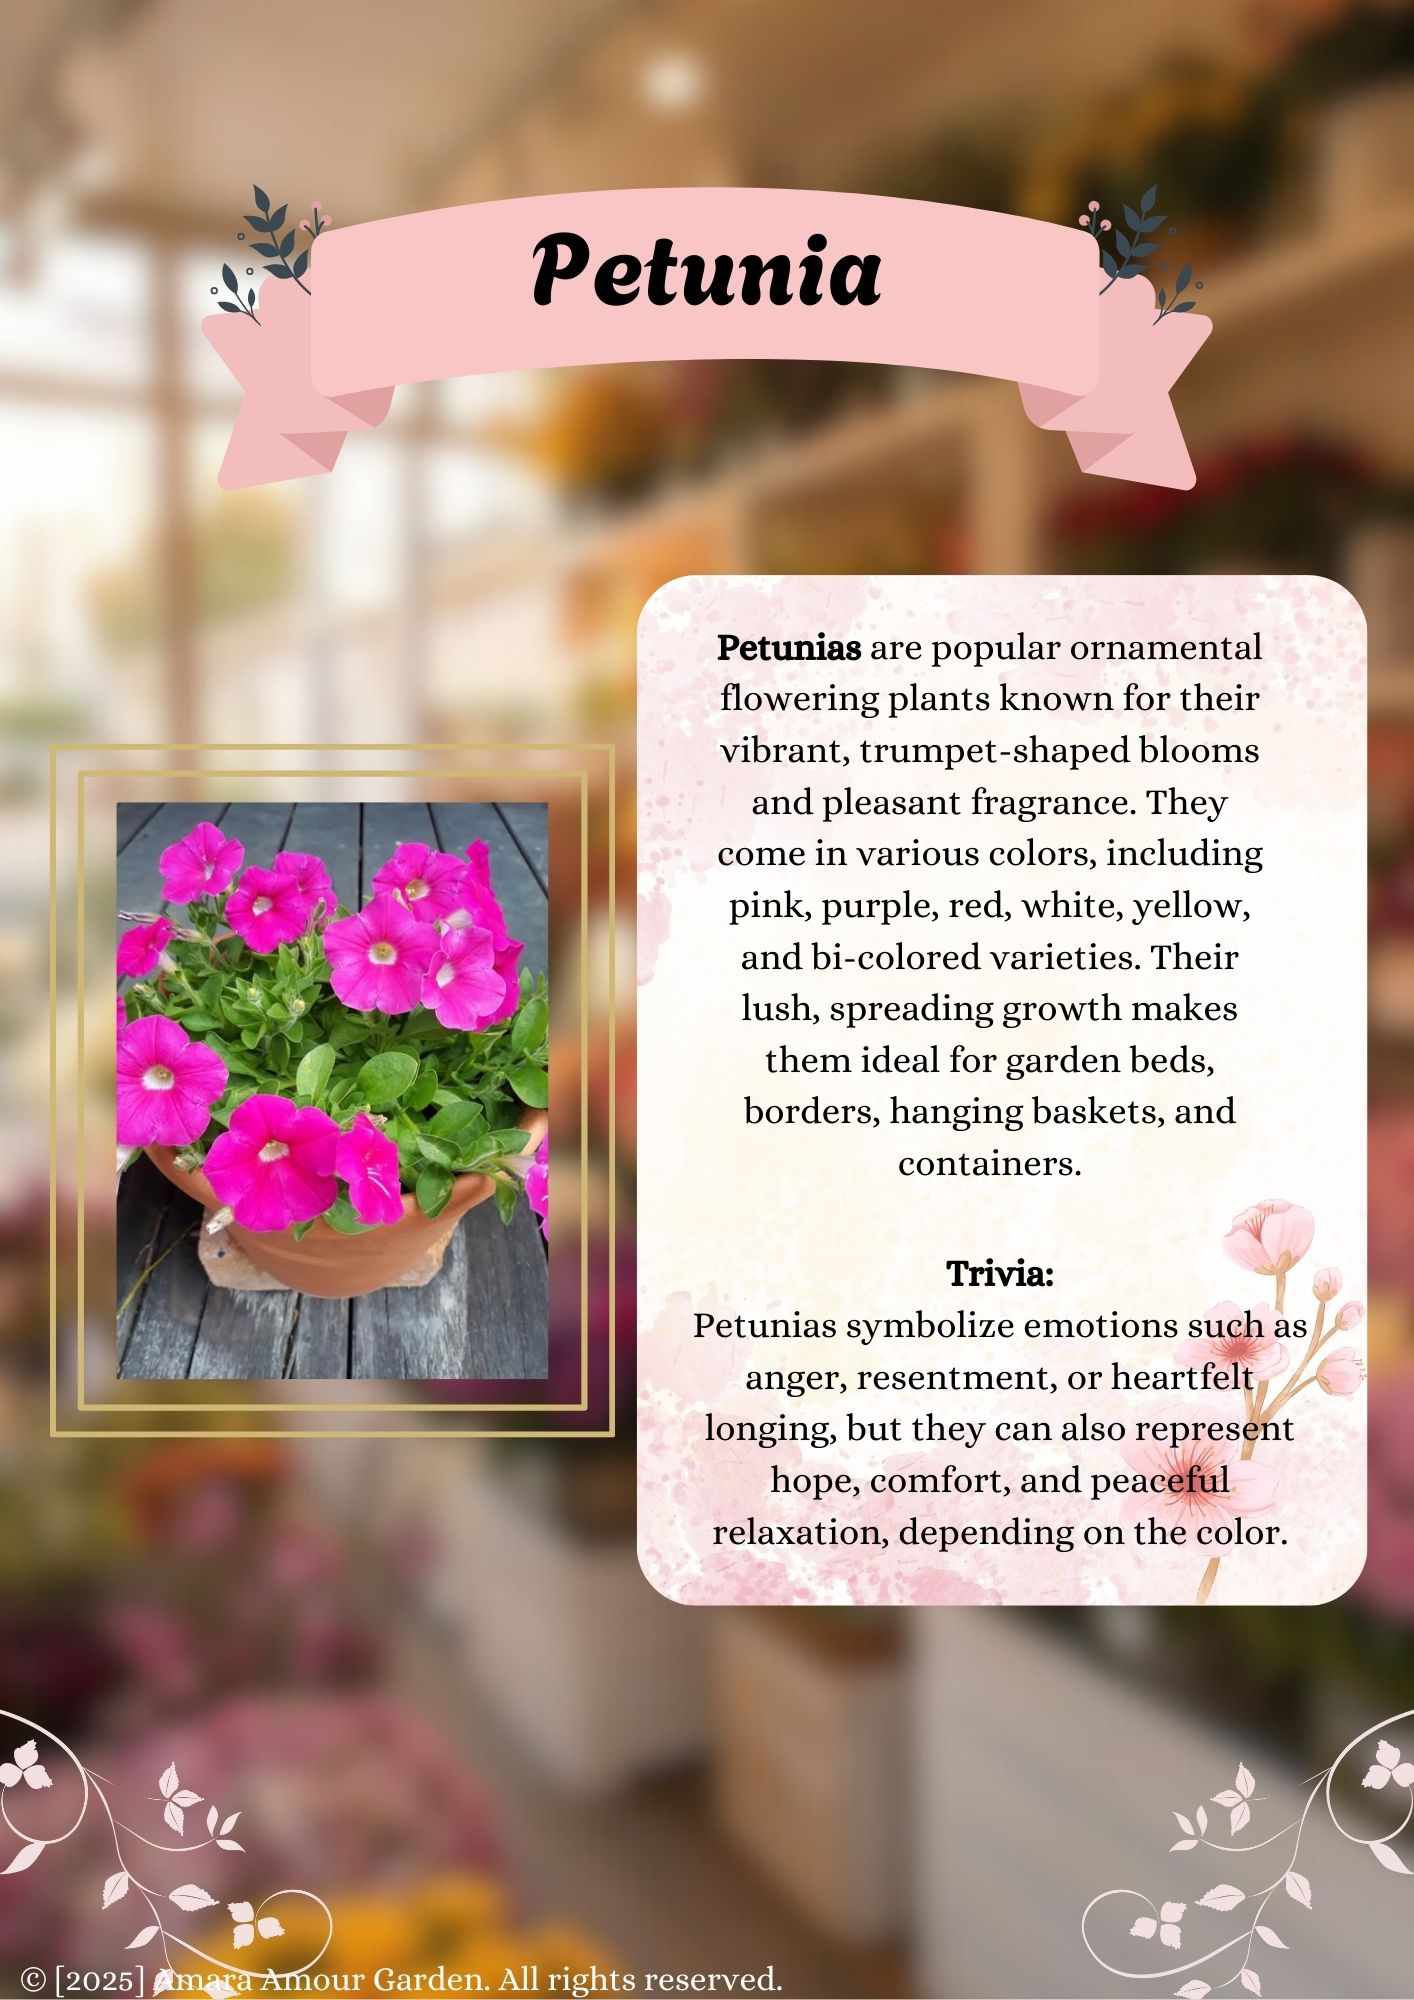 Petunia
Petunias are popular ornamental
flowering plants known for their
vibrant, trumpet-shaped blooms
and pleasant fragrance. They
come in various colors, including
pink, purple, red, white, yellow,
and bi-colored varieties. Their
lush, spreading growth makes
them ideal for garden beds,
borders, hanging baskets, and
containers.
Trivia:
Petunias symbolize emotions such as
anger, resentment, or heartfelt
longing, but they can also represent
hope, comfort, and peaceful
relaxation, depending on the color.
© [2025] Amara Amour Garden. All rights reserved.